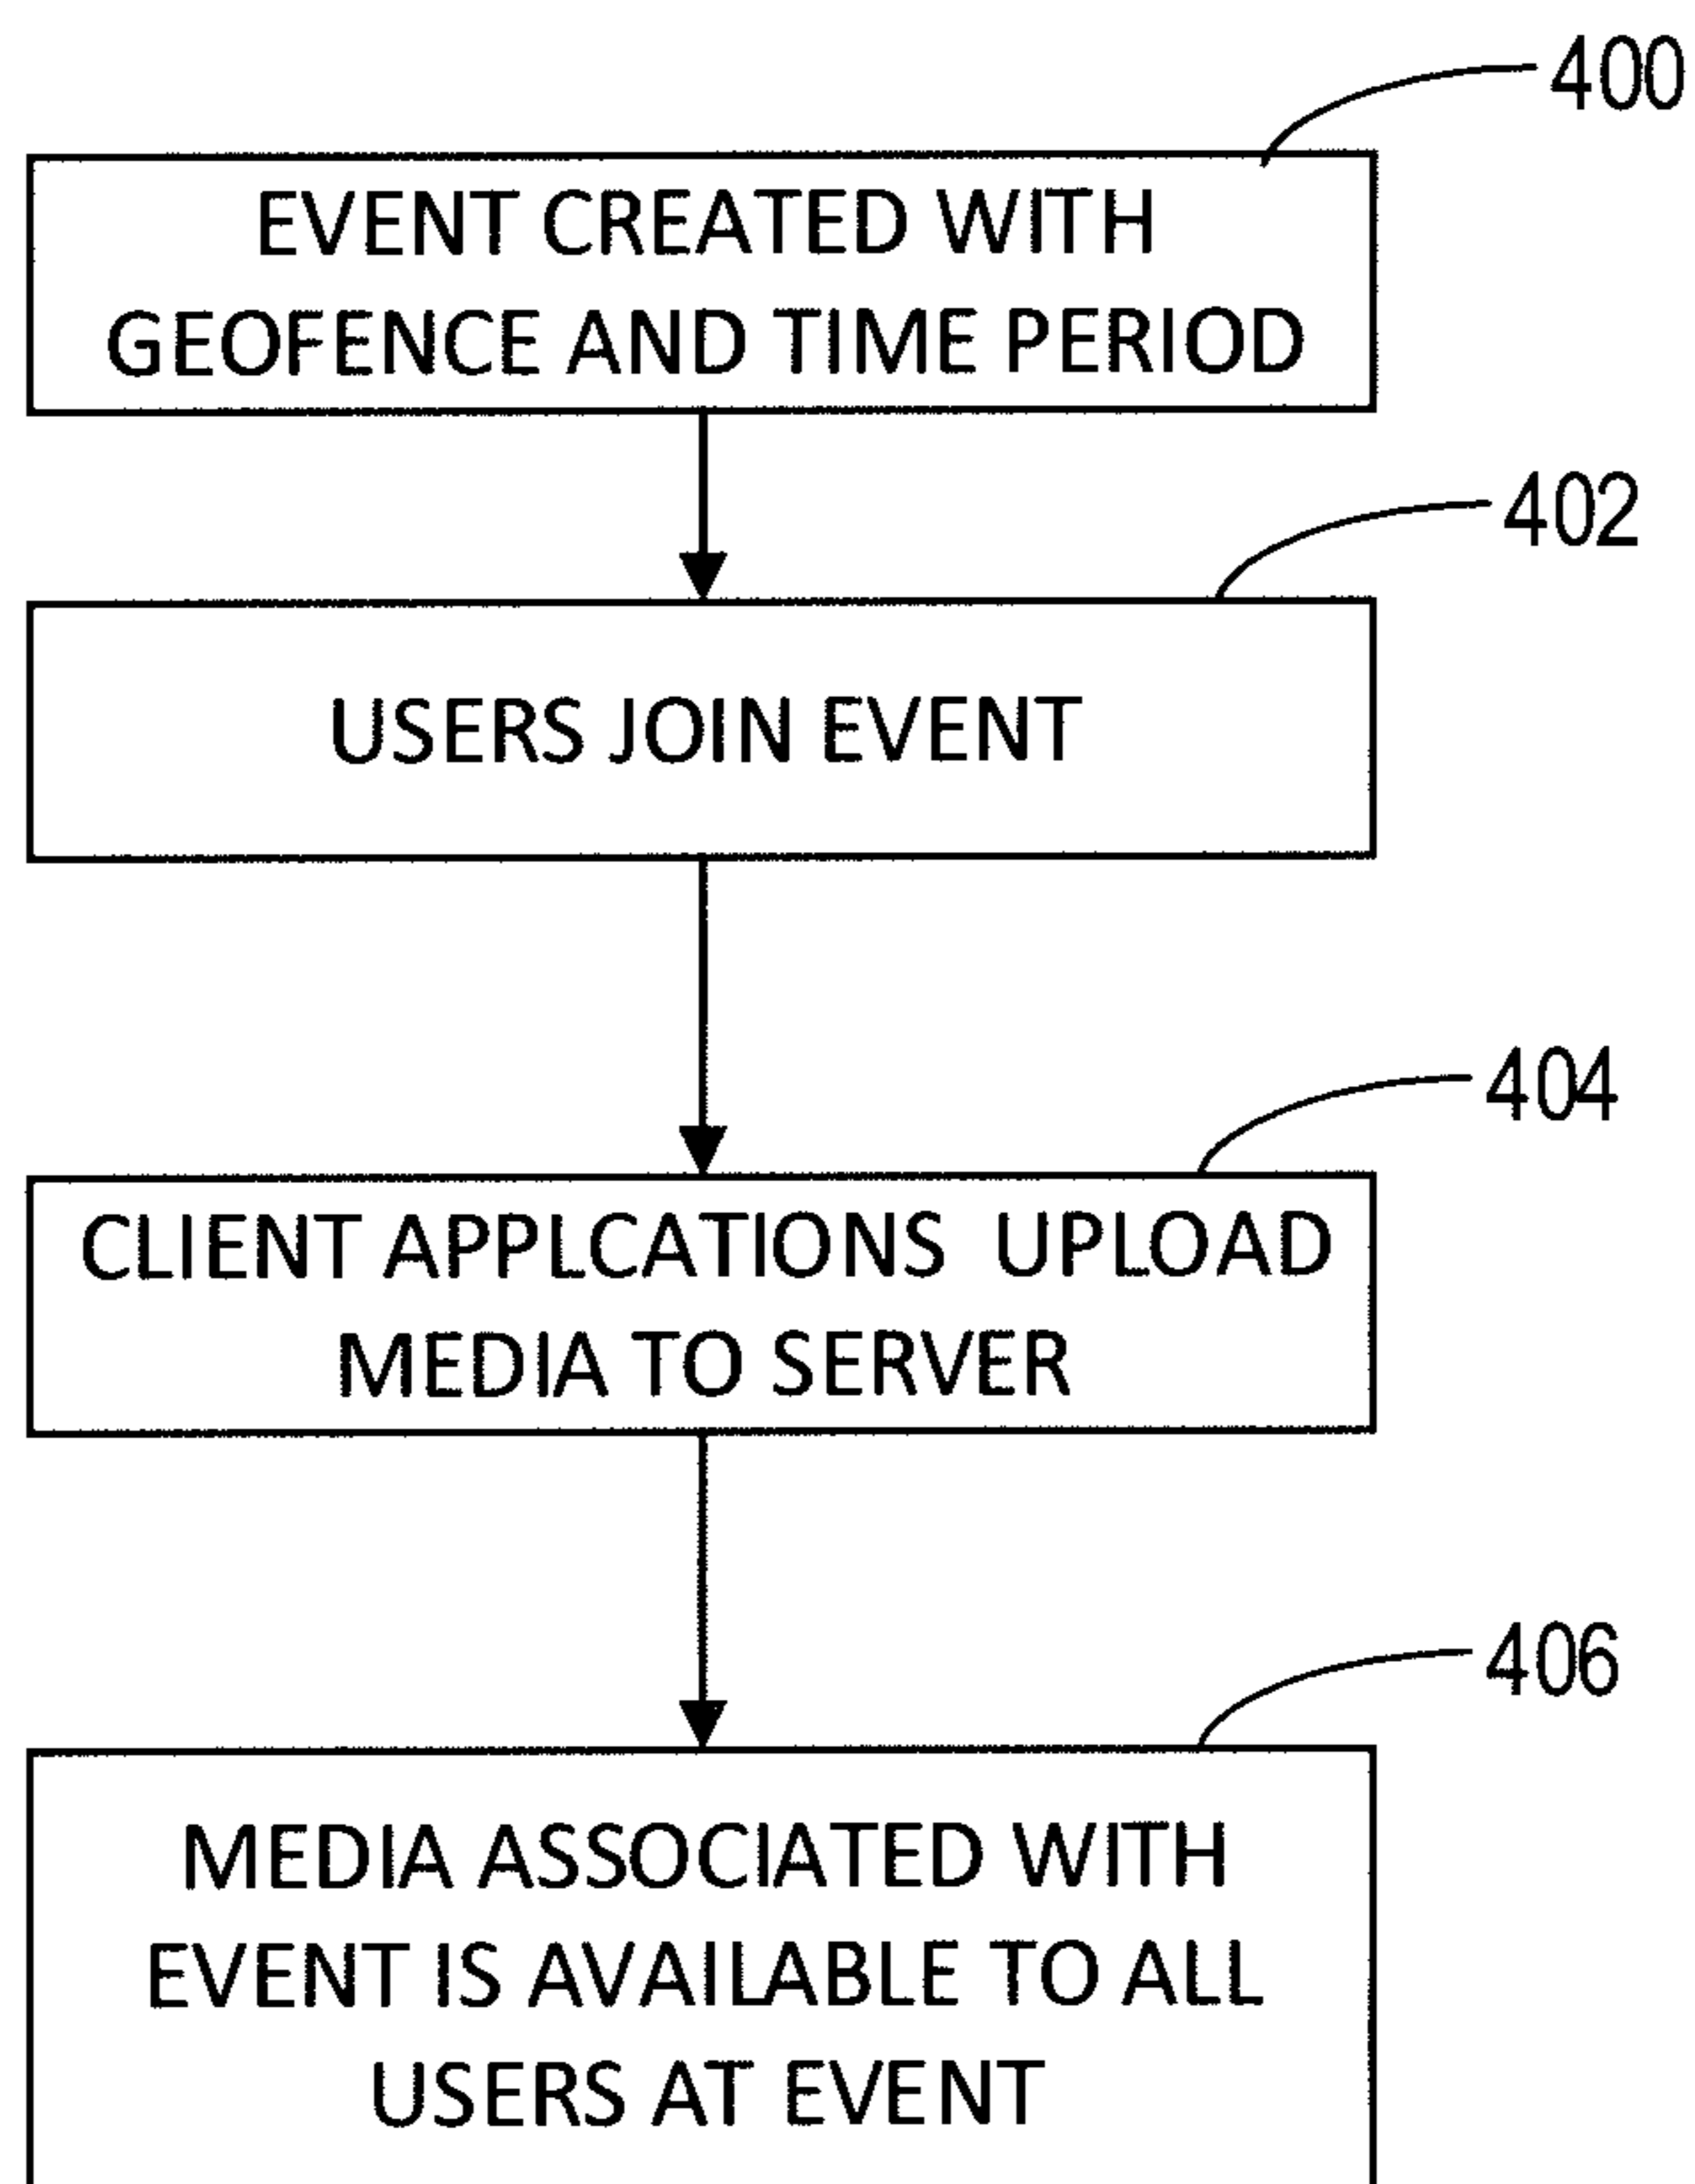 400
EVENT CREATED WITH
GEOFENCE AND TIME PERIOD
402
USERS JOIN EVENT
404
CLIENT APPLCATIONS UPLOAD
MEDIA TO SERVER
406
MEDIA ASSOCIATED WITH
EVENT IS AVAILABLE TO ALL
USERS AT EVENT